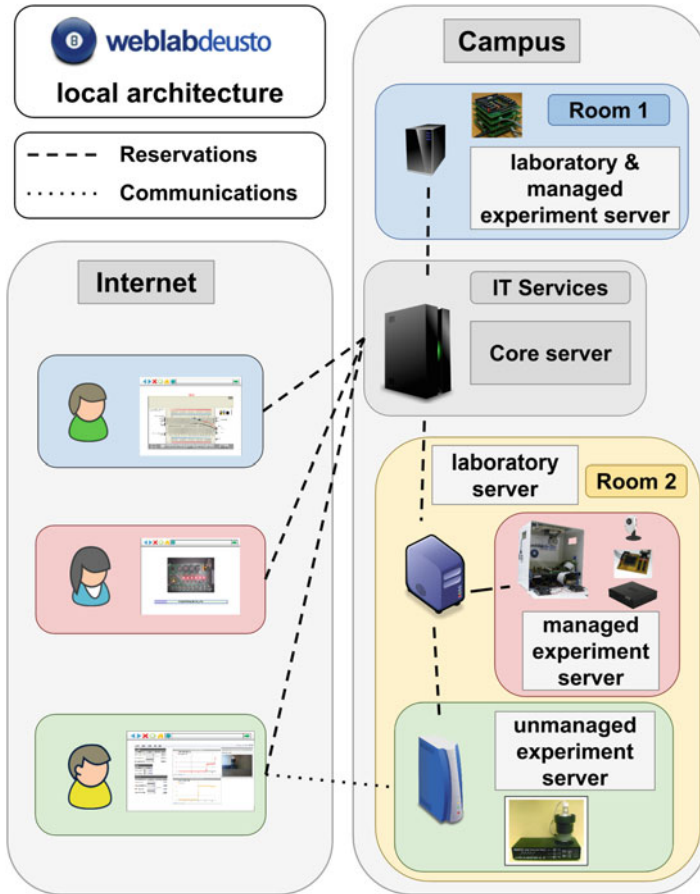 weblabdeusto
local architecture
Reservations
Communications
Internet
Campus
Room 1
laboratory &
managed
experiment server
IT Services
Core server
laboratory
server
Room 2
managed
experiment
server
unmanaged
experiment
server